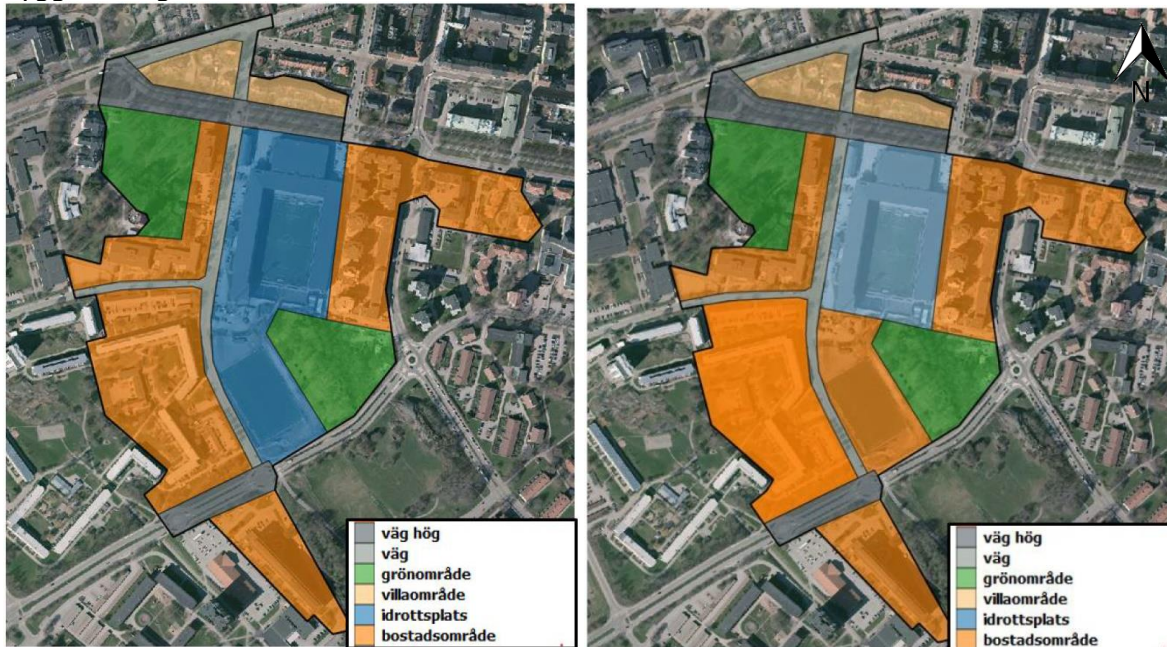 väg hög
väg
grönområde
villaområde
idrottsplats
bostadsområde
N
väg hög
väg
grönområde
villaområde
idrottsplats
bostadsområde